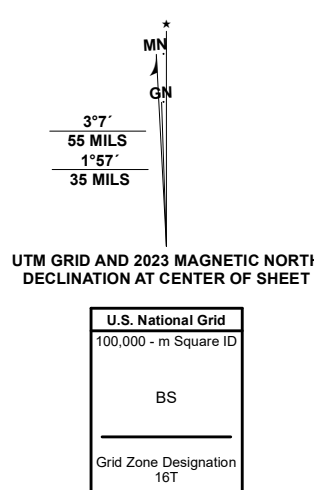 MN
GN
3°7´
55 MILS
1°57´
35 MILS
UTM GRID AND 2023 MAGNETIC NORTH
DECLINATION AT CENTER OF SHEET
U.S. National Grid
100,000 - m Square ID
BS
Grid Zone Designation
16T